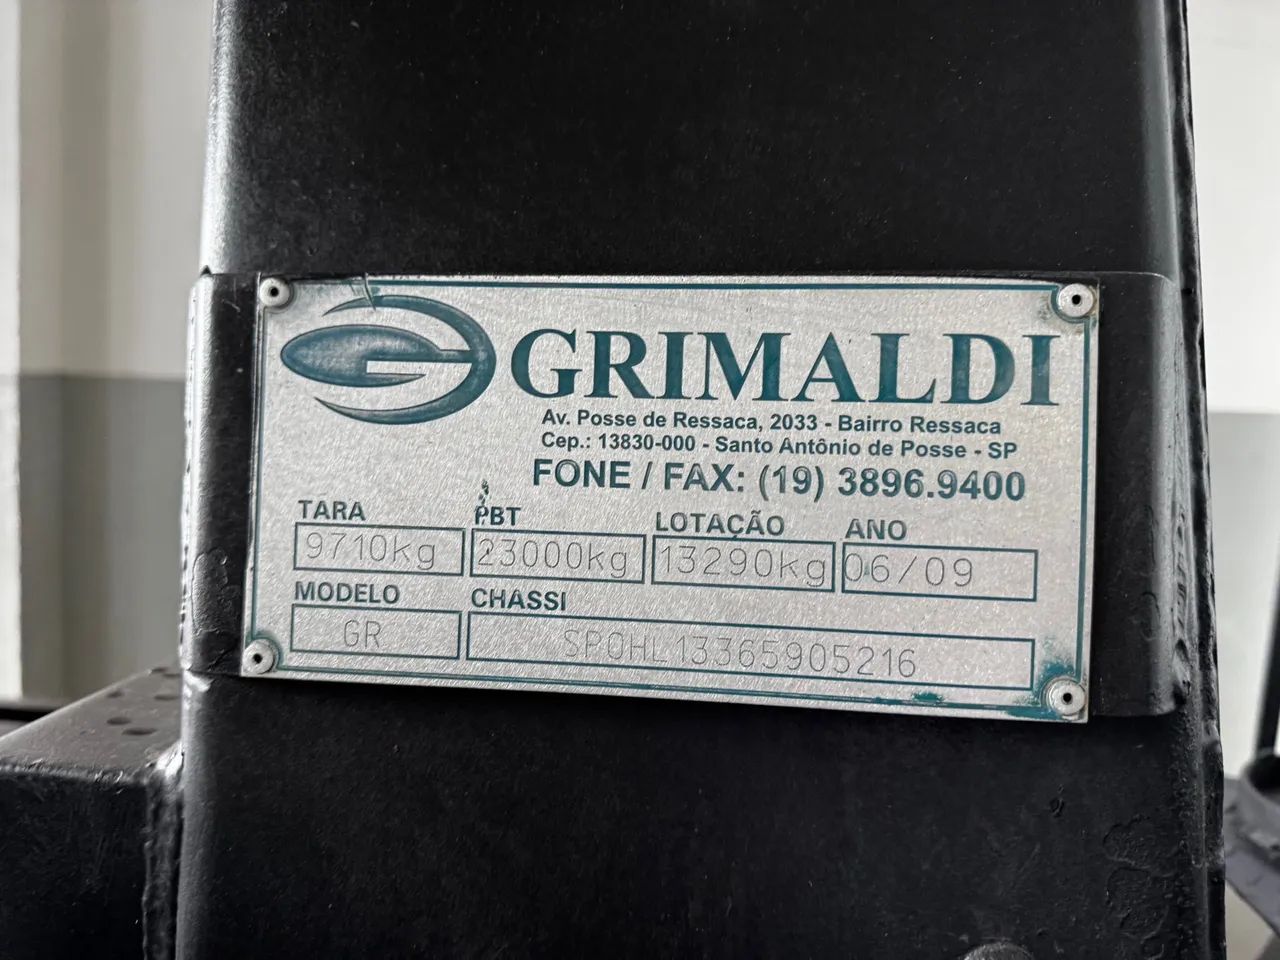 GRIMALDI
Av. Posse de Ressaca, 2033 - Bairro Ressaca
Cep.: 13830-000 - Santo Antônio de Posse - SP
FONE / FAX: (19) 3896.9400
TARA PBT LOTAÇÃO ANO
9710kg 23000kg 13290kg 06/09
MODELO CHASSI
GR SPOHL13365905216